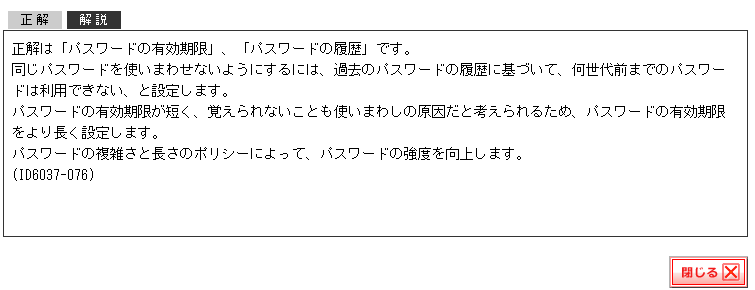 正解 解説
正解は「パスワードの有効期限」、「パスワードの履歴」です。
同じパスワードを使いまわせないようにするには、過去のパスワードの履歴に基づいて、何世代前までのパスワー
ドは利用できない、と設定します。
パスワードの有効期限が短く、覚えられないことも使いまわしの原因だと考えられるため、パスワードの有効期限
をより長く設定します。
パスワードの複雑さと長さのポリシーによって、パスワードの強度を向上します。
(ID6037-076)
閉じる